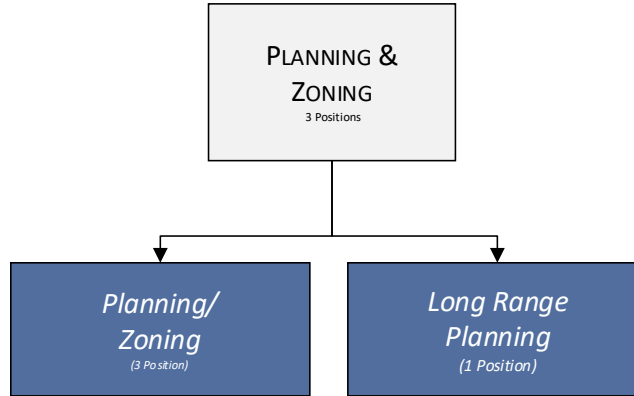 PLANNING &
ZONING
3 Positions
Planning/
Zoning
(3 Position)
Long Range
Planning
(1 Position)